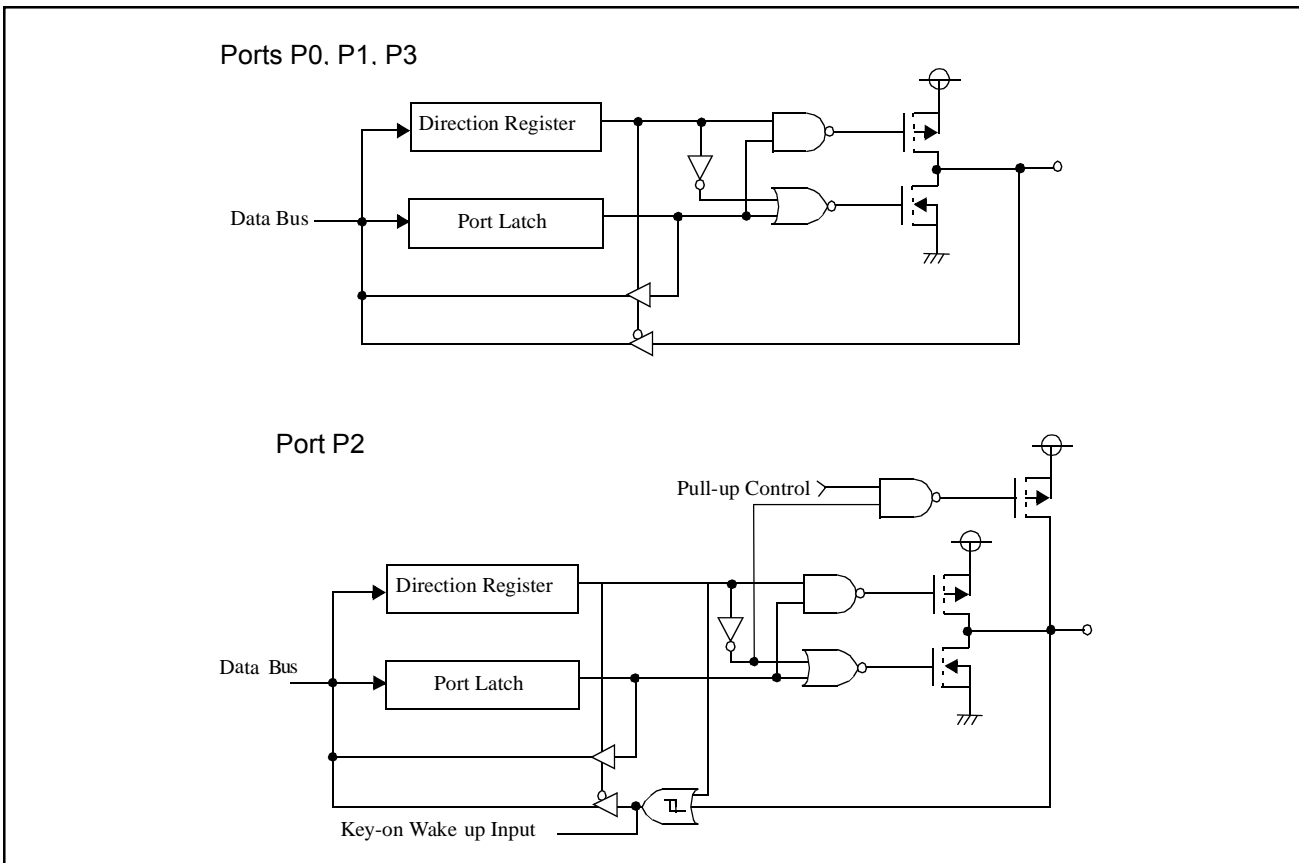 Ports P0, P1, P3
Direction Register
Data Bus
Port Latch
Port P2
Pull-up Control
Direction Register
Data Bus
Port Latch
Key-on Wake up Input